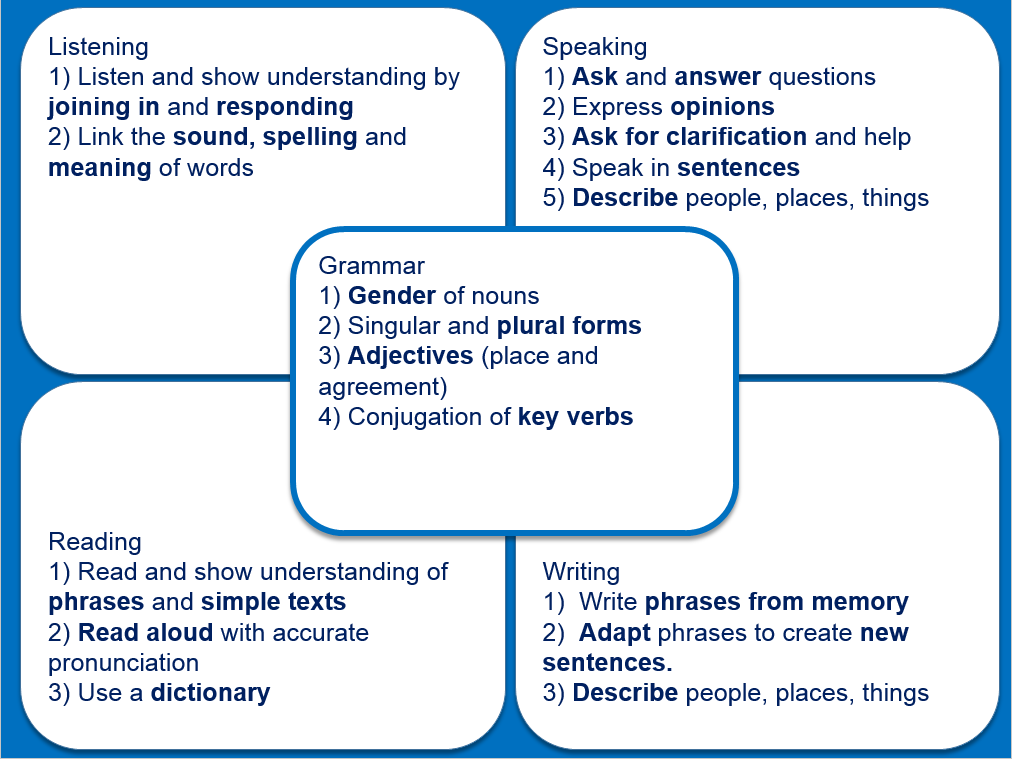 Listening
1) Listen and show understanding by
joining in and responding
2) Link the sound, spelling and
meaning of words
Speaking
1) Ask and answer questions
2) Express opinions
3) Ask for clarification and help
4) Speak in sentences
5) Describe people, places, things
Grammar
1) Gender of nouns
2) Singular and plural forms
3) Adjectives (place and
agreement)
4) Conjugation of key verbs
Reading
1) Read and show understanding of
phrases and simple texts
2) Read aloud with accurate
pronunciation
3) Use a dictionary
Writing
1)  Write phrases from memory
2)  Adapt phrases to create new
sentences.
3) Describe people, places, things